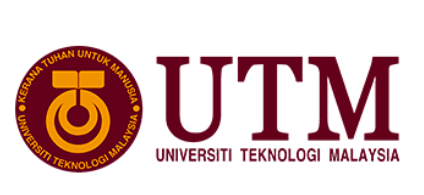 KERANA TUHAN UNTUK MANUSIA
UNIVERSITI TEKNOLOGI MALAYSIA
UTM
UNIVERSITI TEKNOLOGI MALAYSIA